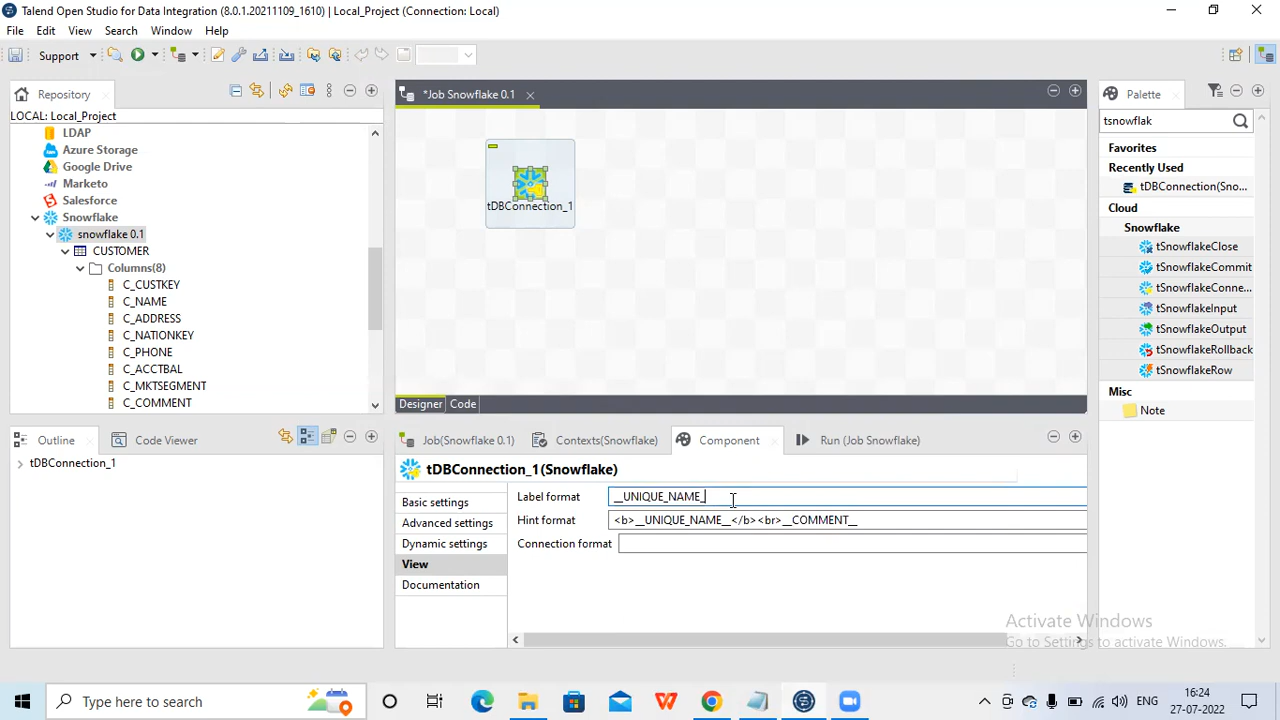 Talend Open Studio for Data Integration (8.0.1.20211109_1610) | Local_Project (Connection: Local)
File Edit View Search Window Help
Support
Repository
LOCAL: Local_Project
LDAP
Azure Storage
Google Drive
Marketo
Salesforce
Snowflake
snowflake 0.1
CUSTOMER
Columns(8)
C_CUSTKEY
C_NAME
C_ADDRESS
C_NATIONKEY
C_PHONE
C_ACCTBAL
C_MKTSEGMENT
C_COMMENT
*Job Snowflake 0.1
tDBConnection_1
Designer Code
Palette
tsnowflak
Favorites
Recently Used
tDBConnection(Sno...
Cloud
Snowflake
tSnowflakeClose
tSnowflakeCommit
tSnowflakeConne...
tSnowflakeInput
tSnowflakeOutput
tSnowflakeRollback
tSnowflakeRow
Misc
Note
Outline Code Viewer
tDBConnection_1
Job(Snowflake 0.1) Contexts(Snowflake) Component Run (Job Snowflake)
tDBConnection_1(Snowflake)
Basic settings
Advanced settings
Dynamic settings
View
Documentation
Label format __UNIQUE_NAME_
Hint format <b>__UNIQUE_NAME__</b><br>__COMMENT__
Connection format
Activate Windows
Go to Settings to activate Windows.
Type here to search
ENG
16:24
27-07-2022